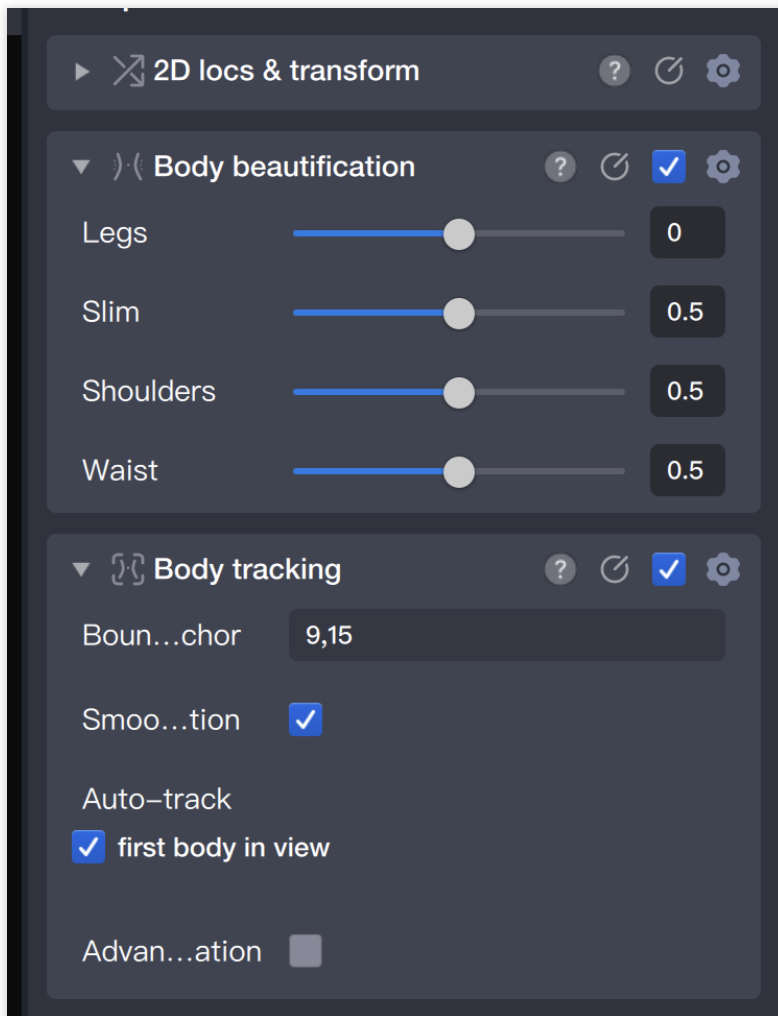 2D locs & transform
Body beautification
Legs 0
Slim 0.5
Shoulders 0.5
Waist 0.5
Body tracking
Boun…chor 9,15
Smoo…tion
Auto-track
first body in view
Advan…ation